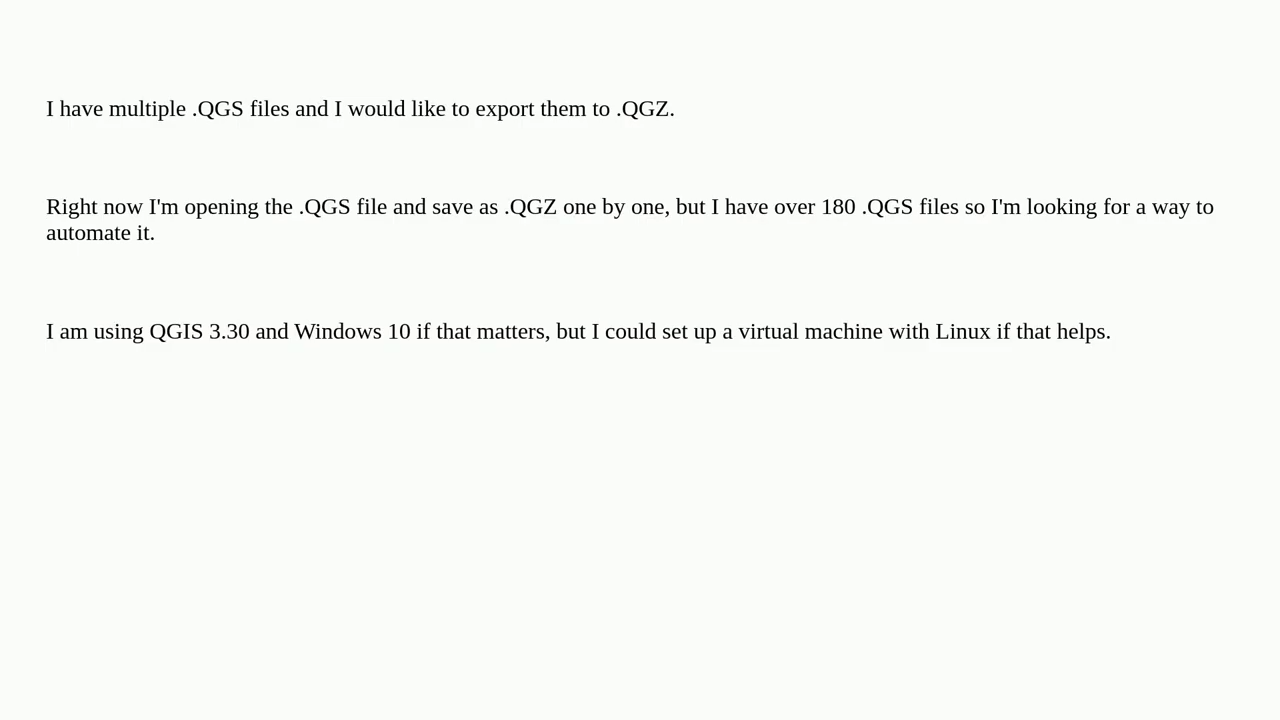 I have multiple .QGS files and I would like to export them to .QGZ.
Right now I'm opening the .QGS file and save as .QGZ one by one, but I have over 180 .QGS files so I'm looking for a way to
automate it.
I am using QGIS 3.30 and Windows 10 if that matters, but I could set up a virtual machine with Linux if that helps.